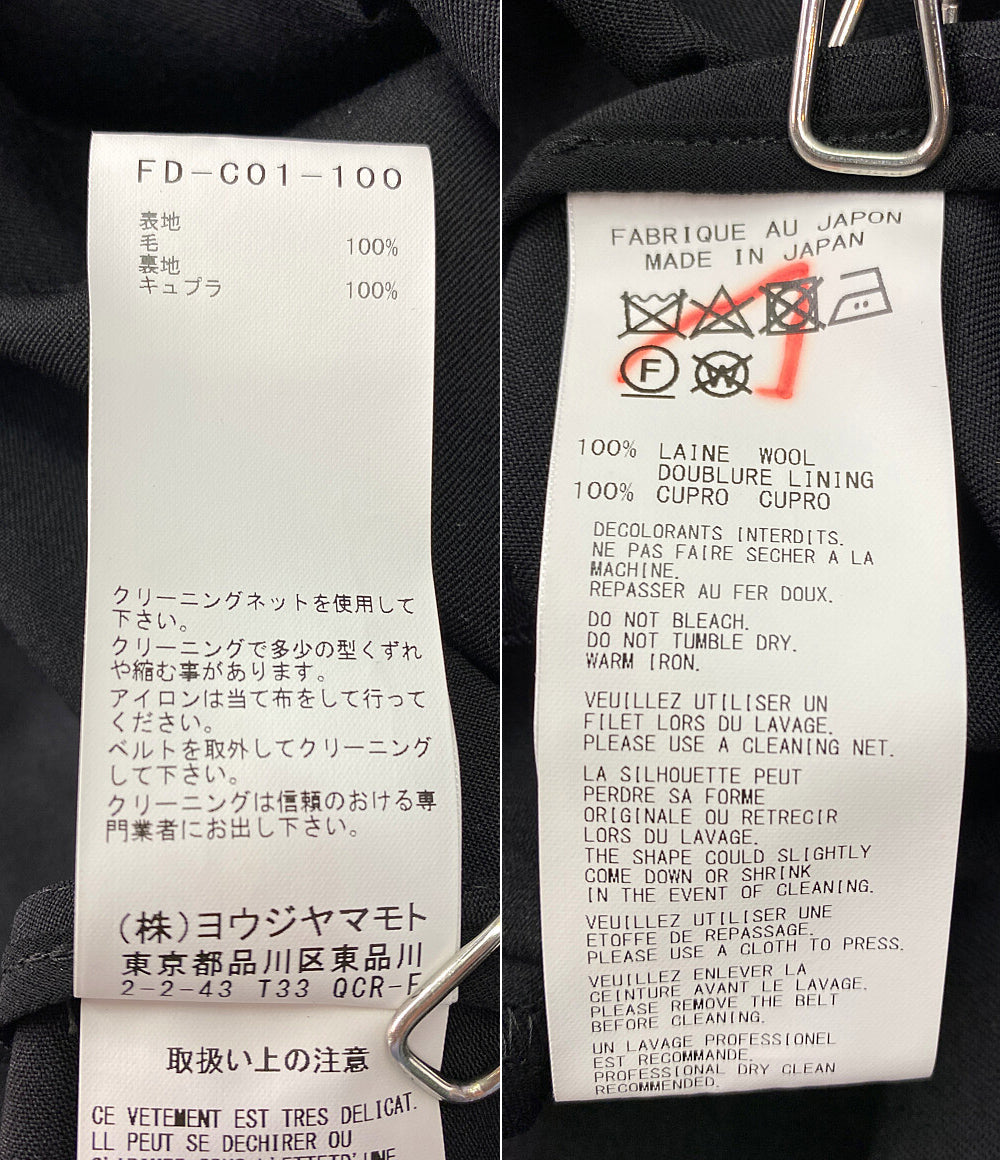 FD-C01-100
表地
毛 100%
裏地
キュプラ 100%
クリーニングネットを使用して
下さい。
クリーニングで多少の型くずれ
や縮む事があります。
アイロンは当て布をして行って
ください。
ベルトを取外してクリーニング
して下さい。
クリーニングは信頼のおける専
門業者にお出し下さい。
(株)ヨウジヤマモト
東京都品川区東品川
2-2-43 T33 QCR-F
取扱い上の注意
CE VETEMENT EST TRES DELICAT.
LL PEUT SE DECHIRER OU
FABRIQUE AU JAPON
MADE IN JAPAN
F W
100% LAINE WOOL
DOUBLURE LINING
100% CUPRO CUPRO
DECOLORANTS INTERDITS.
NE PAS FAIRE SECHER A LA
MACHINE.
REPASSER AU FER DOUX.
DO NOT BLEACH.
DO NOT TUMBLE DRY.
WARM IRON.
VEUILLEZ UTILISER UN
FILET LORS DU LAVAGE.
PLEASE USE A CLEANING NET.
LA SILHOUETTE PEUT
PERDRE SA FORME
ORIGINALE OU RETRECIR
LORS DU LAVAGE.
THE SHAPE COULD SLIGHTLY
COME DOWN OR SHRINK
IN THE EVENT OF CLEANING.
VEUILLEZ UTILISER UNE
ETOFFE DE REPASSAGE.
PLEASE USE A CLOTH TO PRESS.
VEUILLEZ ENLEVER LA
CEINTURE AVANT LE LAVAGE.
PLEASE REMOVE THE BELT
BEFORE CLEANING.
UN LAVAGE PROFESSIONEL
EST RECOMMANDE.
PROFESSIONAL DRY CLEAN
RECOMMENDED.